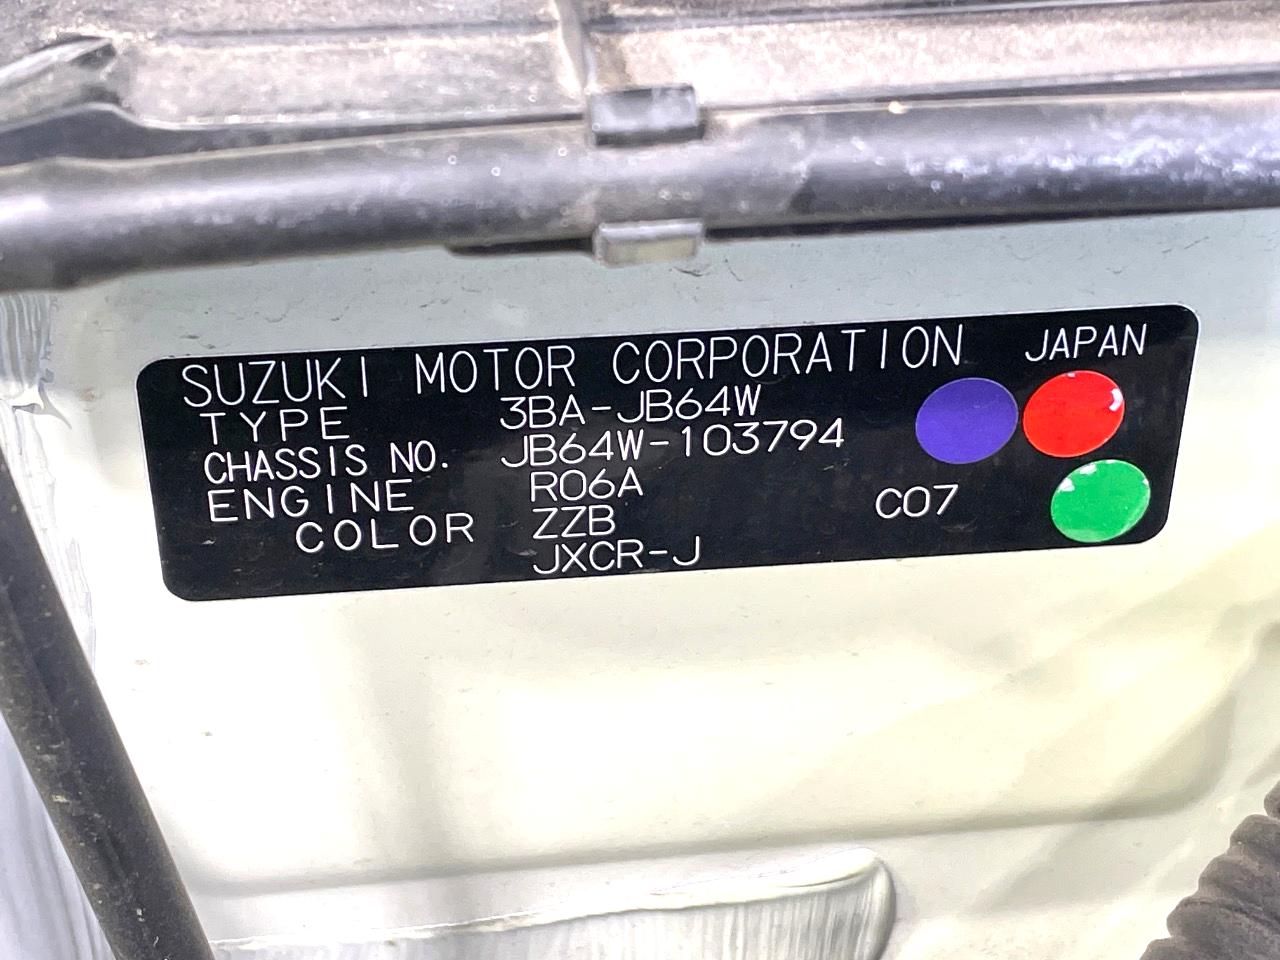 SUZUKI MOTOR CORPORATION JAPAN
TYPE 3BA-JB64W
CHASSIS NO. JB64W-103794
ENGINE R06A
COLOR ZZB C07
JXCR-J